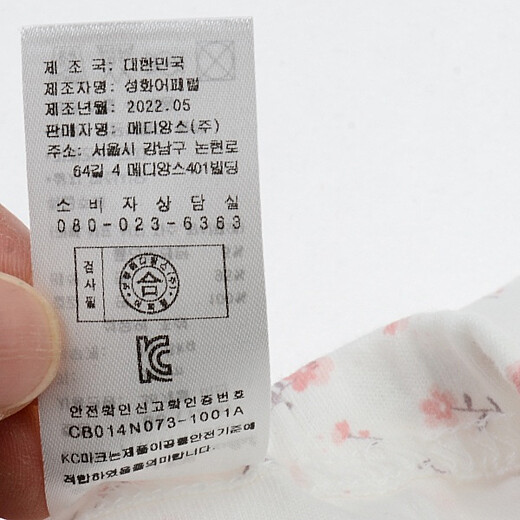 제 조 국: 대한민국
제조자명: 성화어패럴
제조년월: 2022.05
판매자명: 메디앙스(주)
주소: 서울시 강남구 논현로
64길 4 메디앙스401빌딩
소 비 자 상 담 실
080-023-6363
검사필
合
안전확인신고확인증번호
CB014N073-1001A
KC마크는제품이공통안전기준에
적합하였음을의미합니다.